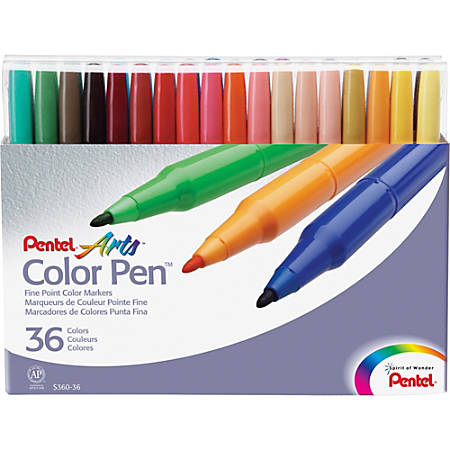 Pentel Arts™
Color Pen™
Fine Point Color Markers
Marqueurs de Couleur Pointe Fine
Marcadores de Colores Punta Fina
36 Colors
Couleurs
Colores
AP
S360-36
Spirit of Wonder
Pentel®